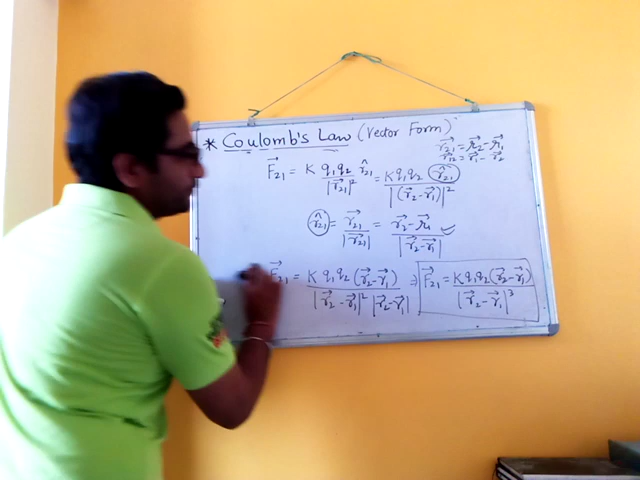 * Coulomb's Law (Vector Form)
r⃗₂₁ = r⃗₂ - r⃗₁
r⃗₁₂ = r⃗₁ - r⃗₂
F⃗₂₁ = K q₁q₂ r̂₂₁ / |r⃗₂₁|² = K q₁q₂ r̂₂₁ / |(r⃗₂ - r⃗₁)|²
r̂₂₁ = r⃗₂₁ / |r⃗₂₁| = r⃗₂ - r⃗₁ / |r⃗₂ - r⃗₁| ✓
F⃗₂₁ = K q₁q₂ (r⃗₂ - r⃗₁) / |r⃗₂ - r⃗₁|² |r⃗₂ - r⃗₁| ⇒ F⃗₂₁ = K q₁q₂ (r⃗₂ - r⃗₁) / |r⃗₂ - r⃗₁|³